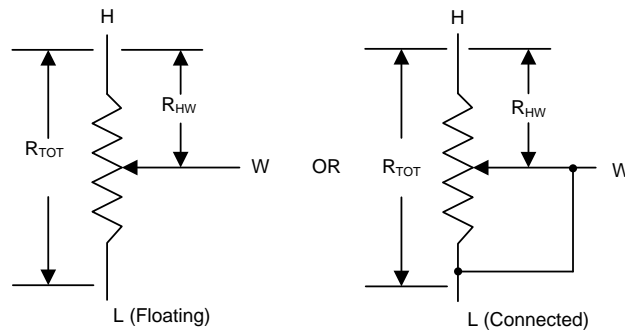 H
R_HW
R_TOT
W
L (Floating)
OR
H
R_HW
R_TOT
W
L (Connected)